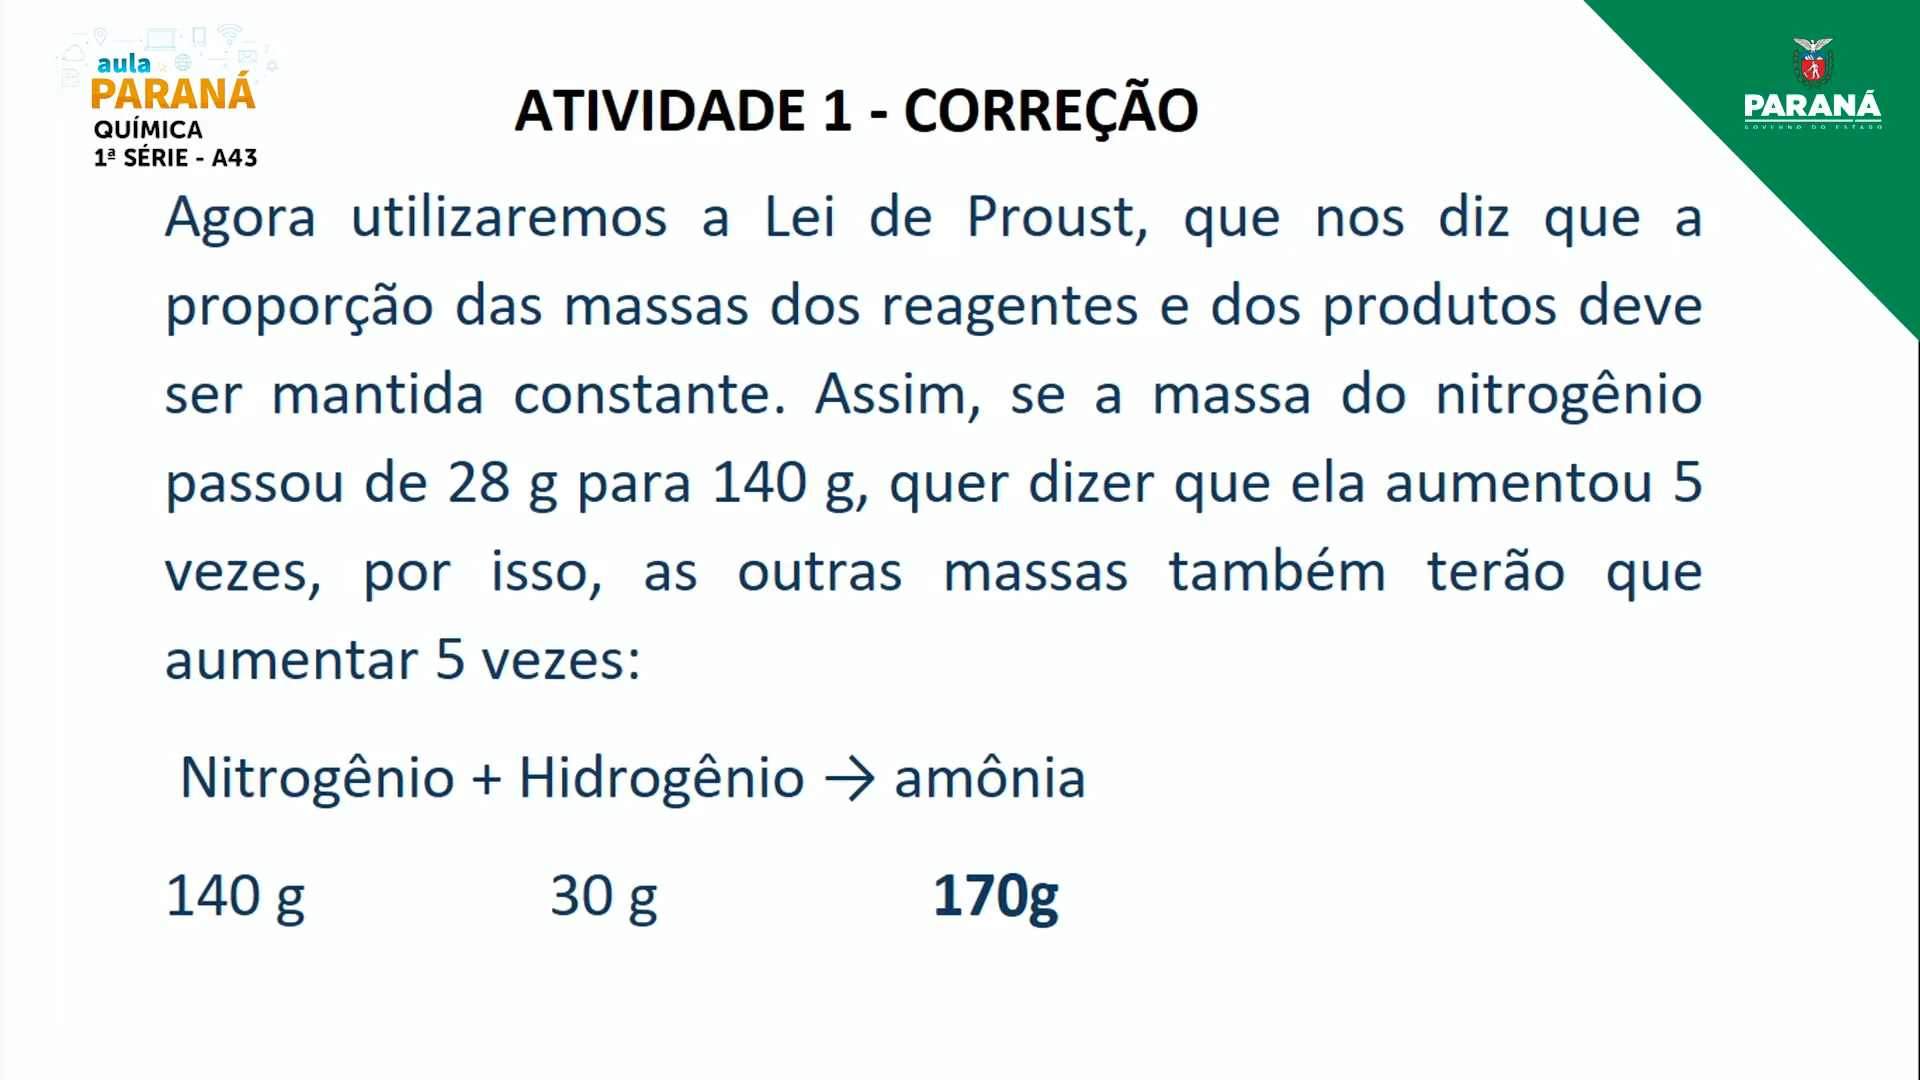 aula
PARANÁ
QUÍMICA
1ª SÉRIE - A43
ATIVIDADE 1 - CORREÇÃO
PARANÁ
GOVERNO DO ESTADO
Agora utilizaremos a Lei de Proust, que nos diz que a
proporção das massas dos reagentes e dos produtos deve
ser mantida constante. Assim, se a massa do nitrogênio
passou de 28 g para 140 g, quer dizer que ela aumentou 5
vezes, por isso, as outras massas também terão que
aumentar 5 vezes:
Nitrogênio + Hidrogênio → amônia
140 g 30 g 170g